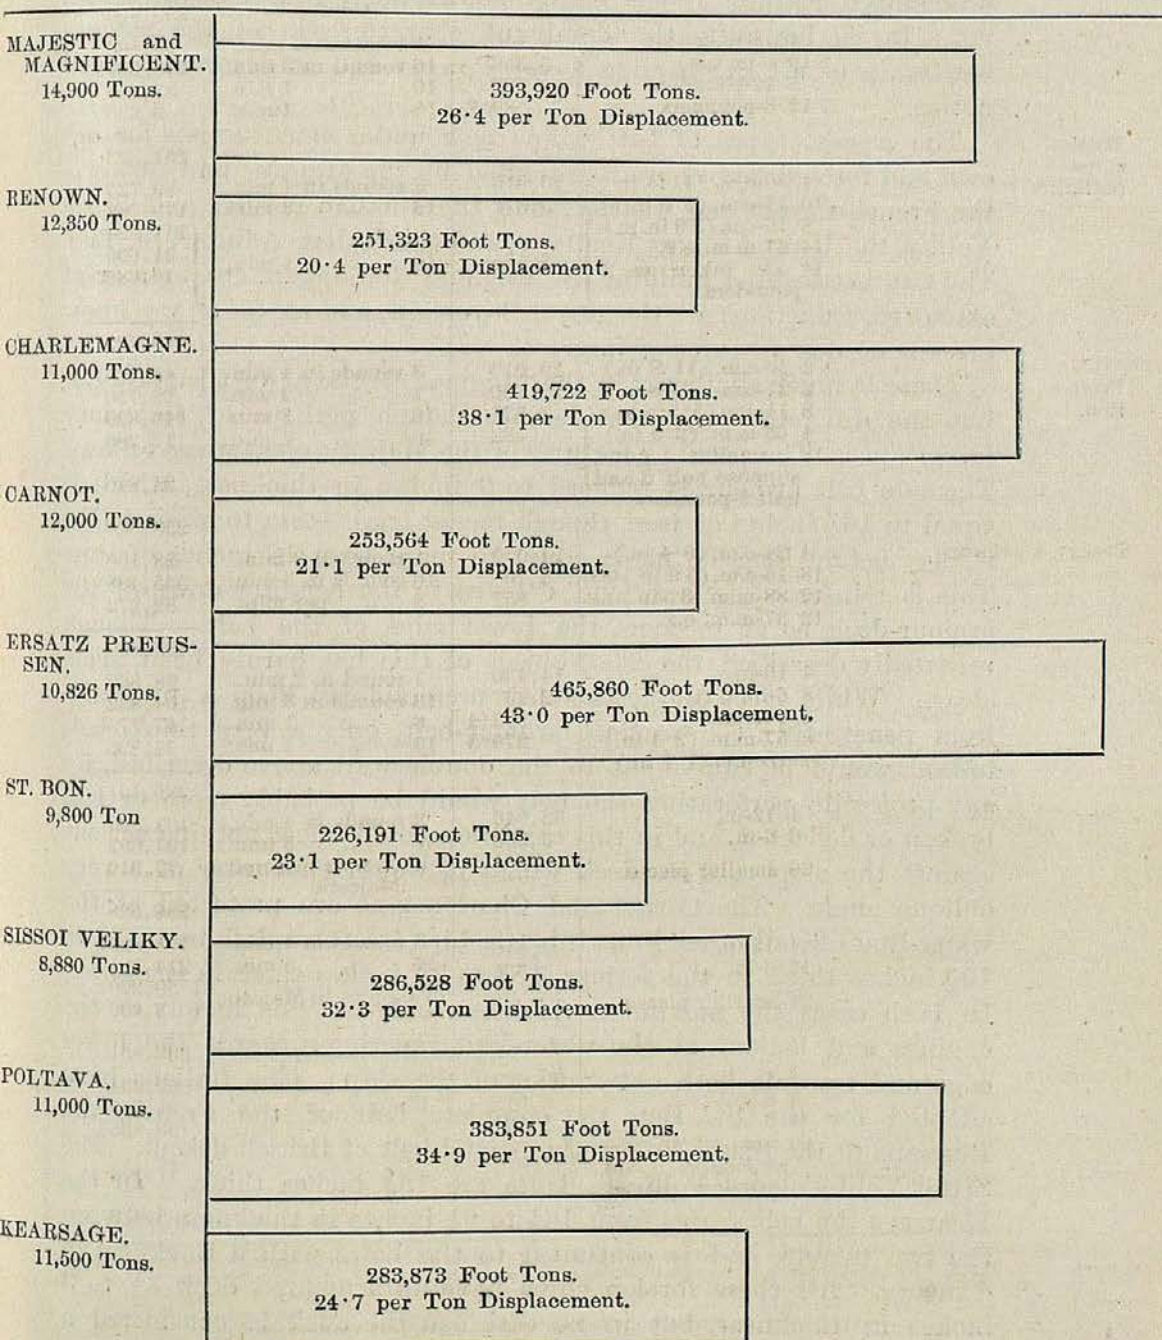 MAJESTIC and
MAGNIFICENT.
14,900 Tons.
393,920 Foot Tons.
26·4 per Ton Displacement.
RENOWN.
12,350 Tons.
251,323 Foot Tons.
20·4 per Ton Displacement.
CHARLEMAGNE.
11,000 Tons.
419,722 Foot Tons.
38·1 per Ton Displacement.
CARNOT.
12,000 Tons.
253,564 Foot Tons.
21·1 per Ton Displacement.
ERSATZ PREUS-
SEN.
10,826 Tons.
465,860 Foot Tons.
43·0 per Ton Displacement.
ST. BON.
9,800 Ton
226,191 Foot Tons.
23·1 per Ton Displacement.
SISSOI VELIKY.
8,880 Tons.
286,528 Foot Tons.
32·3 per Ton Displacement.
POLTAVA.
11,000 Tons.
383,851 Foot Tons.
34·9 per Ton Displacement.
KEARSAGE.
11,500 Tons.
283,873 Foot Tons.
24·7 per Ton Displacement.